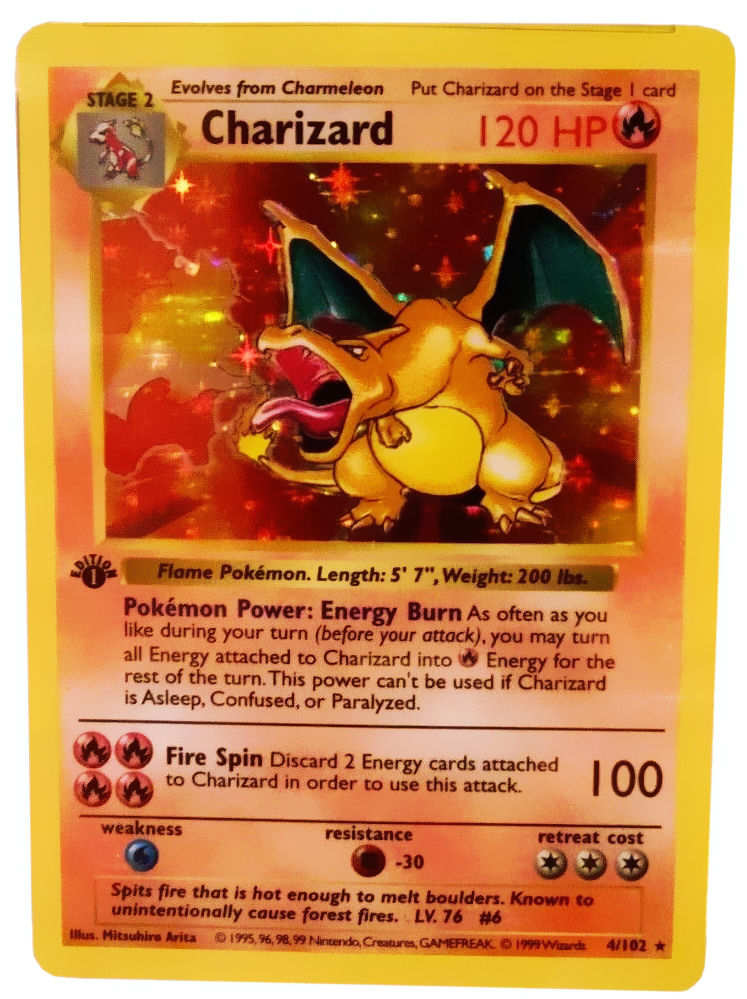 STAGE 2
Evolves from Charmeleon Put Charizard on the Stage 1 card
Charizard 120 HP
EDITION 1
Flame Pokémon. Length: 5' 7", Weight: 200 lbs.
Pokémon Power: Energy Burn As often as you
like during your turn (before your attack), you may turn
all Energy attached to Charizard into Energy for the
rest of the turn. This power can't be used if Charizard
is Asleep, Confused, or Paralyzed.
Fire Spin Discard 2 Energy cards attached
to Charizard in order to use this attack.
100
weakness resistance retreat cost
-30
Spits fire that is hot enough to melt boulders. Known to
unintentionally cause forest fires. LV. 76 #6
Illus. Mitsuhiro Arita © 1995, 96, 98, 99 Nintendo, Creatures, GAMEFREAK. © 1999 Wizards. 4/102 ★